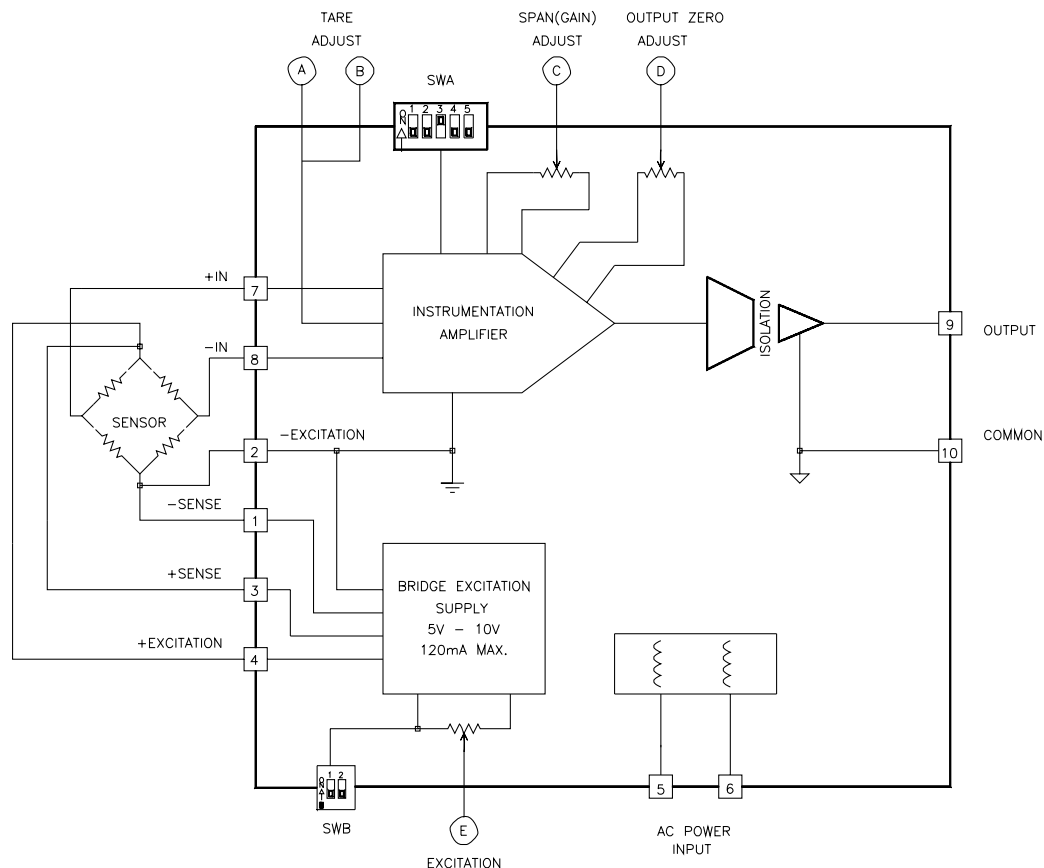 TARE
ADJUST
SPAN(GAIN)
ADJUST
OUTPUT ZERO
ADJUST
A
B
C
D
SWA
ON
1 2 3 4 5
+IN
7
INSTRUMENTATION
AMPLIFIER
ISOLATION
9
OUTPUT
−IN
8
SENSOR
−EXCITATION
2
COMMON
10
−SENSE
1
+SENSE
3
BRIDGE EXCITATION
SUPPLY
5V − 10V
120mA MAX.
+EXCITATION
4
ON
1 2
SWB
E
EXCITATION
5
6
AC POWER
INPUT